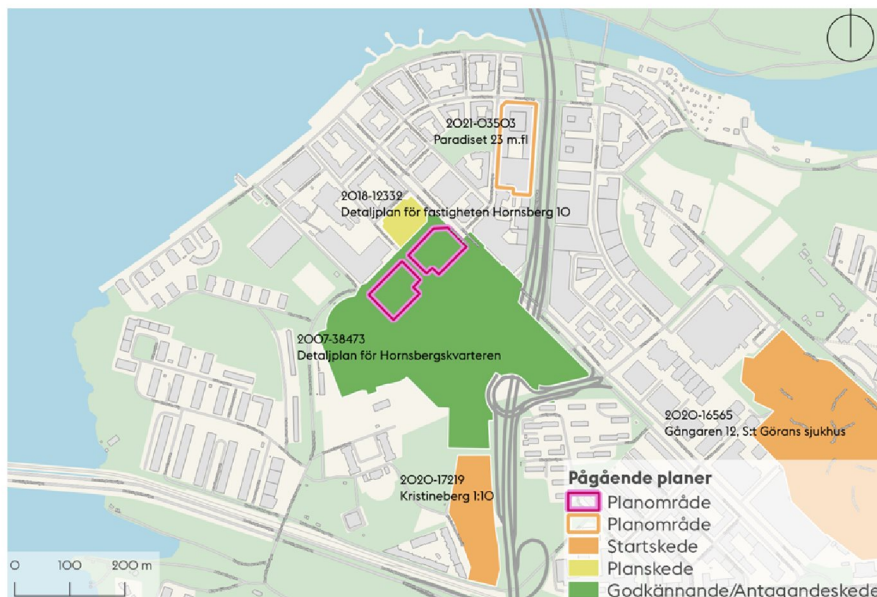 2021-03503
Paradiset 23 m.fl
2018-12332
Detaljplan för fastigheten Hornsberg 10
2007-38473
Detaljplan för Hornsbergskvarteren
2020-16565
Gångaren 12, S:t Görans sjukhus
2020-17219
Kristineberg 1:10
Pågående planer
Planområde
Planområde
Startskede
Planskede
Godkännande/Antagandeskede
0 100 200 m